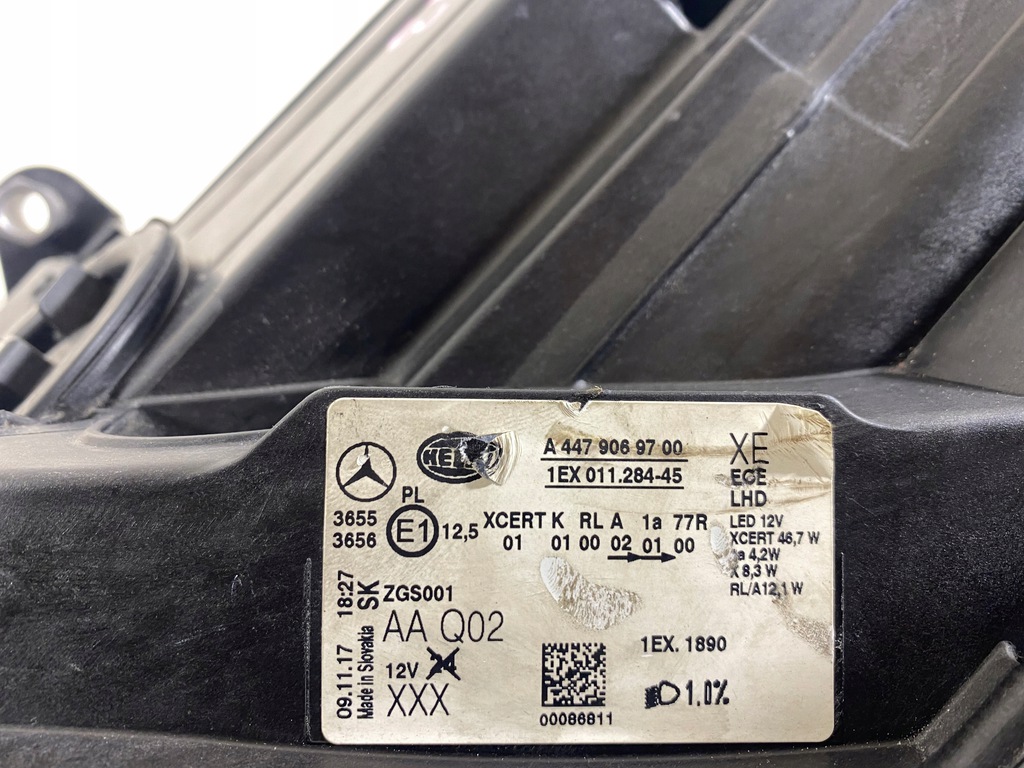 A 447 906 97 00
1EX 011.284-45
XE
ECE
LHD
PL
3655
3656
E1
12,5
XCERT K RL A 1a 77R
01 01 00 02 01 00
LED 12V
XCERT 46,7 W
4,2W
X 8,3 W
RL/A12,1 W
09.11.17 18:27
Made in Slovakia SK
ZGS001
AA Q02
12V 24
XXX
00086811
1EX. 1890
1.0%